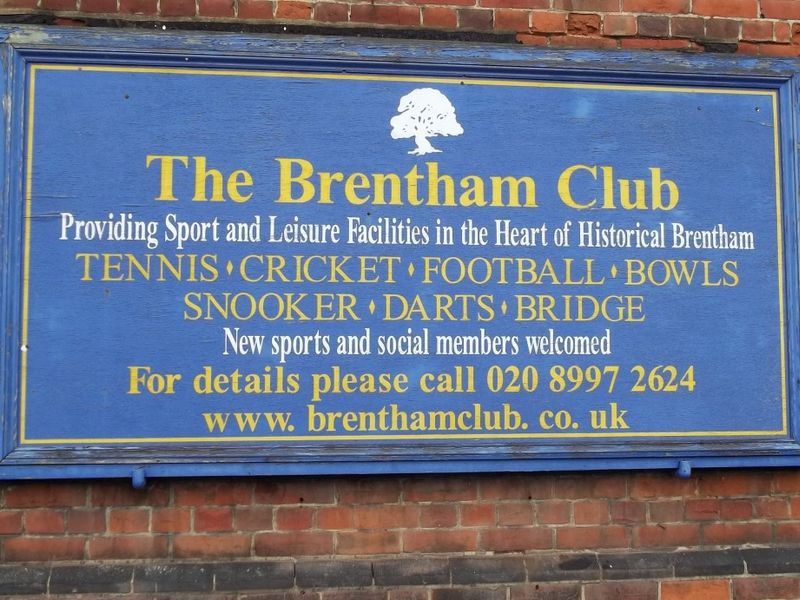 The Brentham Club
Providing Sport and Leisure Facilities in the Heart of Historical Brentham
TENNIS ♦ CRICKET ♦ FOOTBALL ♦ BOWLS
SNOOKER ♦ DARTS ♦ BRIDGE
New sports and social members welcomed
For details please call 020 8997 2624
www. brenthamclub. co. uk